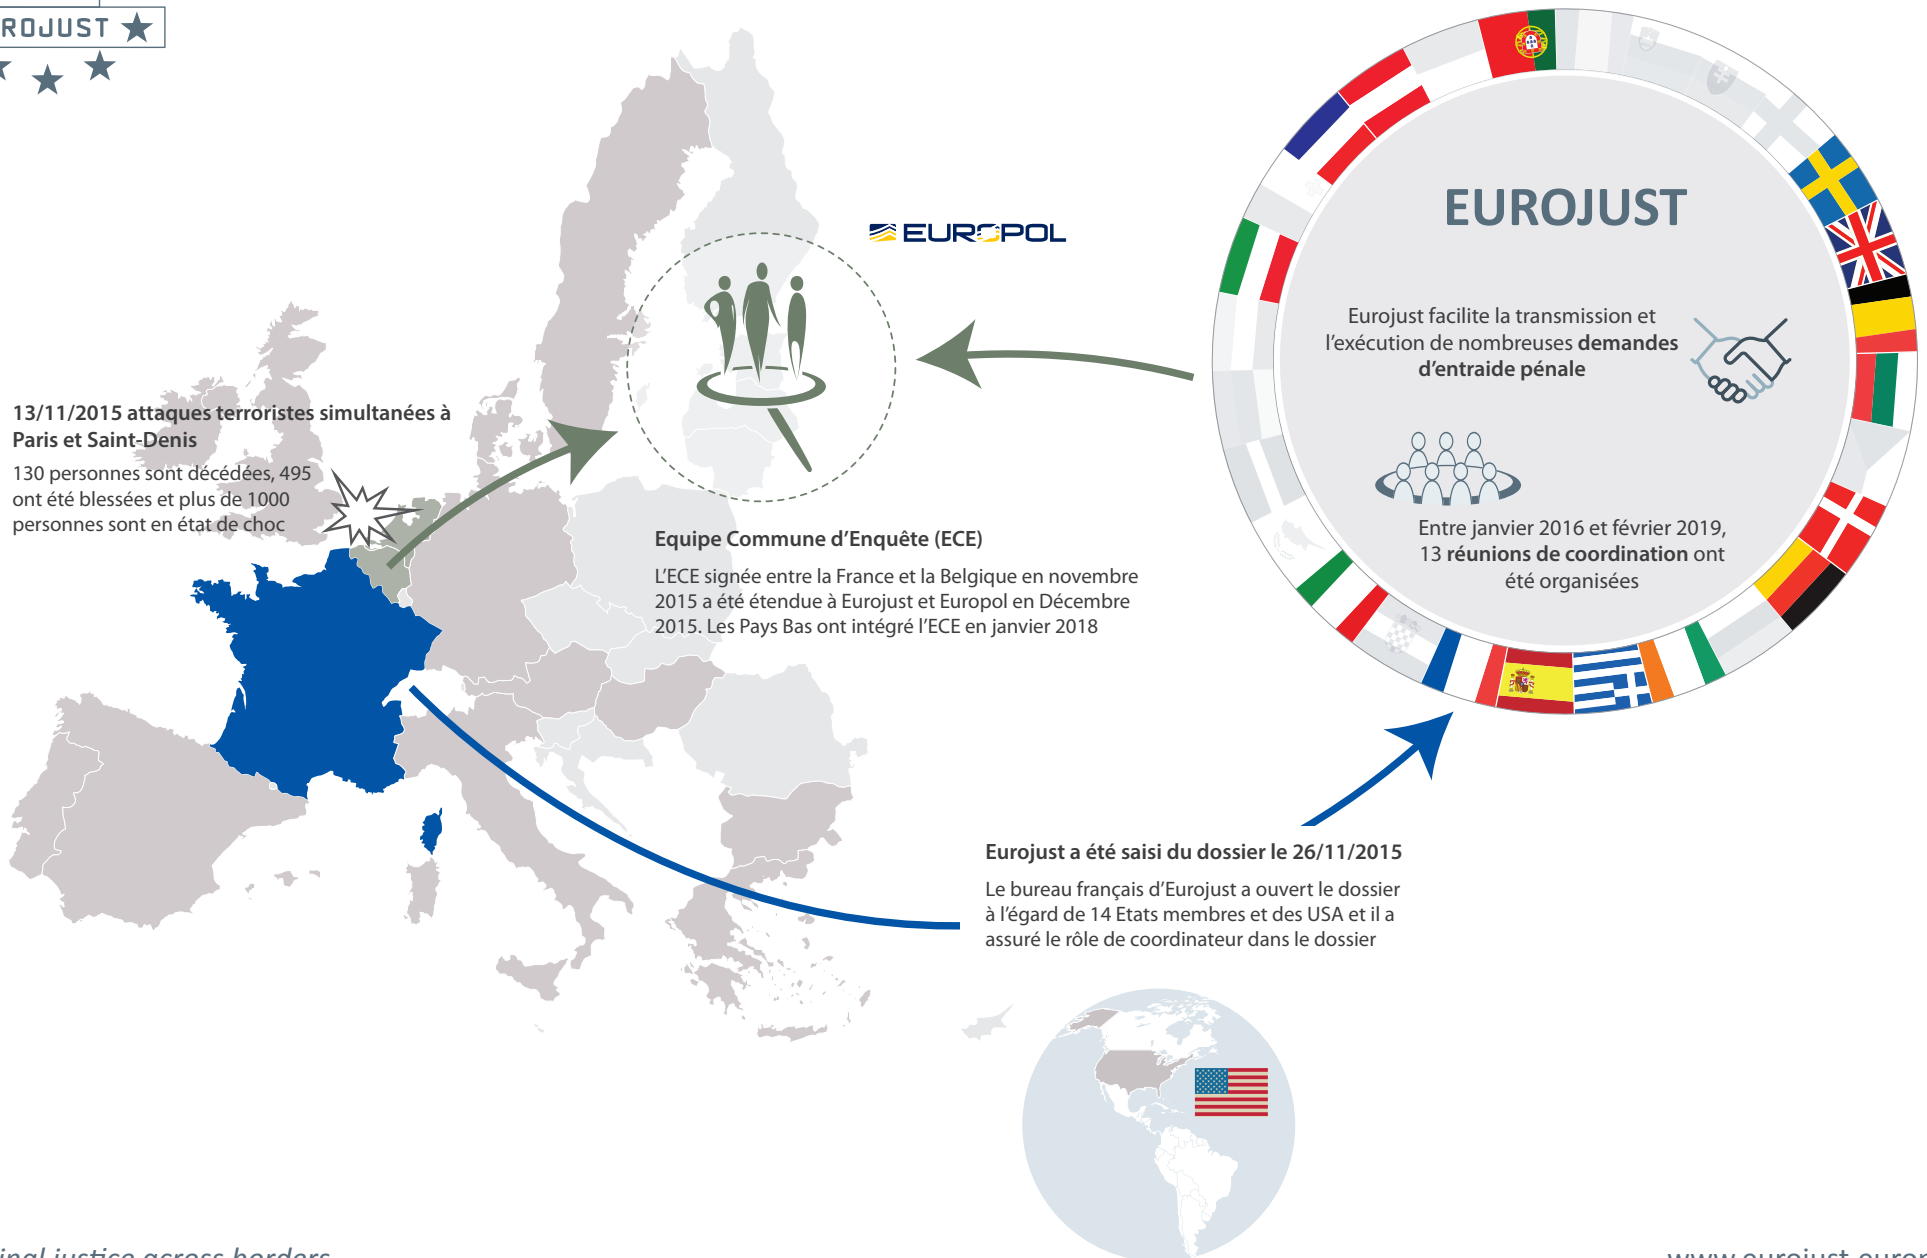 ROJUST
EUROPOL
EUROJUST
Eurojust facilite la transmission et
l'exécution de nombreuses demandes
d'entraide pénale
Entre janvier 2016 et février 2019,
13 réunions de coordination ont
été organisées
13/11/2015 attaques terroristes simultanées à
Paris et Saint-Denis
130 personnes sont décédées, 495
ont été blessées et plus de 1000
personnes sont en état de choc
Equipe Commune d'Enquête (ECE)
L'ECE signée entre la France et la Belgique en novembre
2015 a été étendue à Eurojust et Europol en Décembre
2015. Les Pays Bas ont intégré l'ECE en janvier 2018
Eurojust a été saisi du dossier le 26/11/2015
Le bureau français d'Eurojust a ouvert le dossier
à l'égard de 14 Etats membres et des USA et il a
assuré le rôle de coordinateur dans le dossier
justice across borders